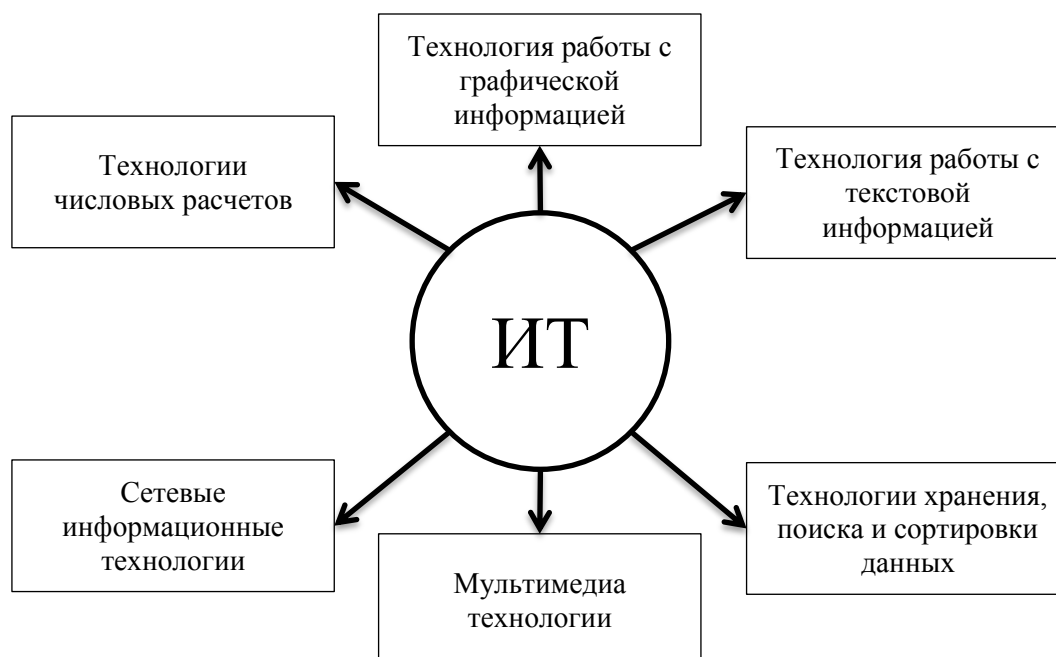 Технология работы с
графической
информацией
Технологии
числовых расчетов
Технология работы с
текстовой
информацией
ИТ
Сетевые
информационные
технологии
Технологии хранения,
поиска и сортировки
данных
Мультимедиа
технологии